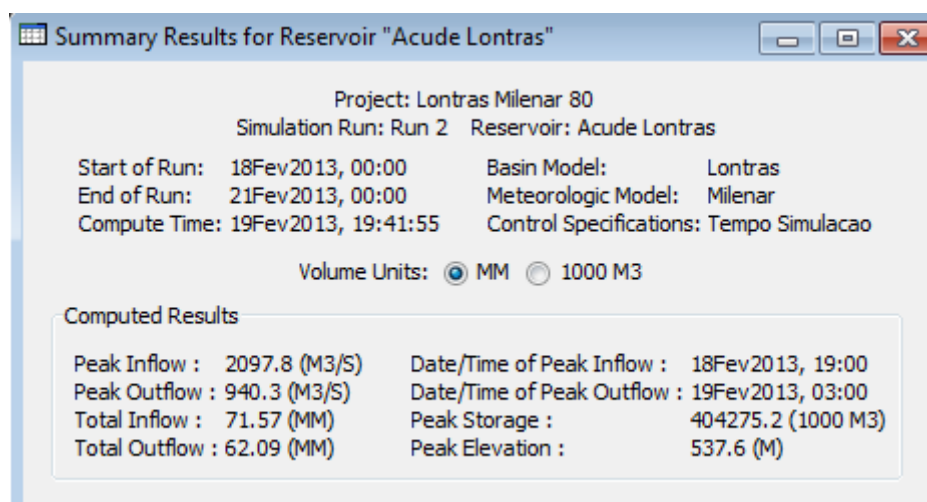 Summary Results for Reservoir "Acude Lontras"
Project: Lontras Milenar 80
Simulation Run: Run 2 Reservoir: Acude Lontras
Start of Run: 18Fev2013, 00:00 Basin Model: Lontras
End of Run: 21Fev2013, 00:00 Meteorologic Model: Milenar
Compute Time: 19Fev2013, 19:41:55 Control Specifications: Tempo Simulacao
Volume Units: MM 1000 M3
Computed Results
Peak Inflow : 2097.8 (M3/S) Date/Time of Peak Inflow : 18Fev2013, 19:00
Peak Outflow : 940.3 (M3/S) Date/Time of Peak Outflow : 19Fev2013, 03:00
Total Inflow : 71.57 (MM) Peak Storage : 404275.2 (1000 M3)
Total Outflow : 62.09 (MM) Peak Elevation : 537.6 (M)